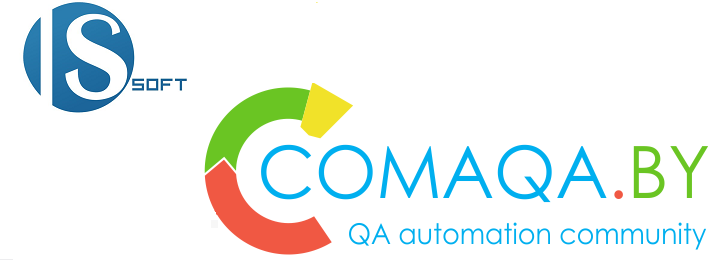 IS
SOFT
COMAQA.BY
QA automation community